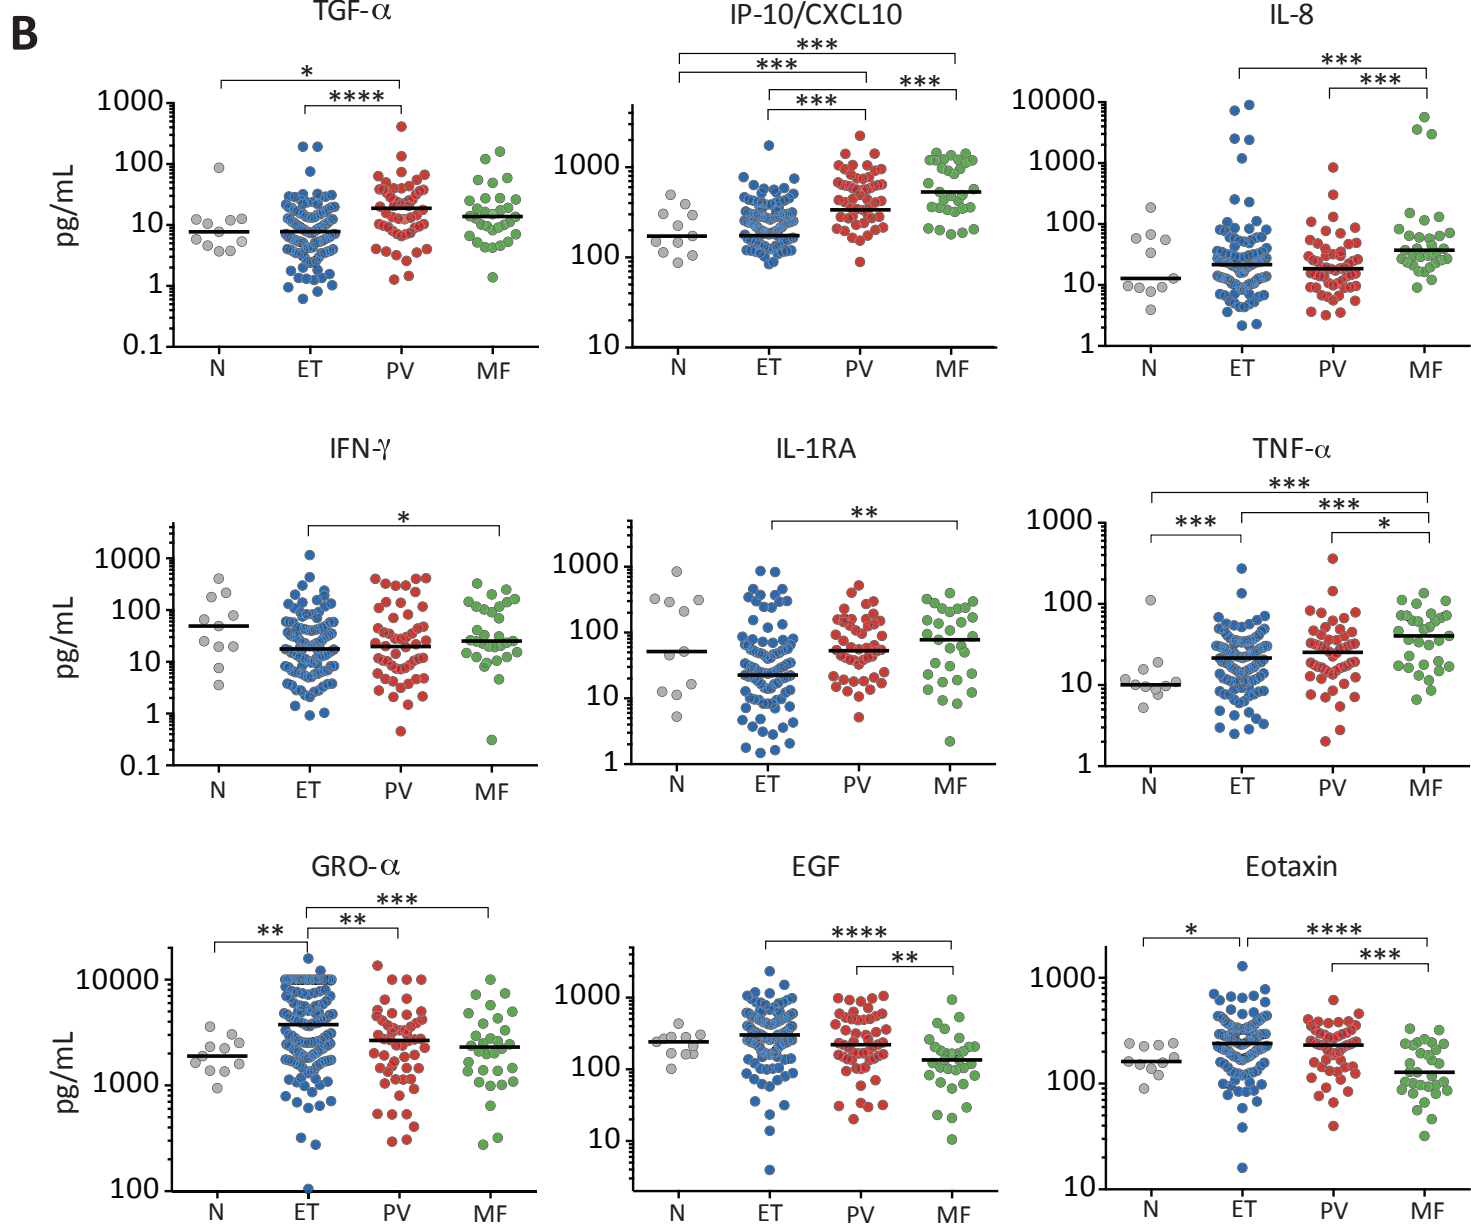 B
TGF-α
IP-10/CXCL10
IL-8
* ****
*** *** *** ***
*** ***
pg/mL
1000
100
10
1
0.1
N ET PV MF
1000
100
10
N ET PV MF
10000
1000
100
10
1
N ET PV MF
IFN-γ
IL-1RA
TNF-α
*
**
*** *** *** *
pg/mL
1000
100
10
1
0.1
N ET PV MF
1000
100
10
1
N ET PV MF
1000
100
10
1
N ET PV MF
GRO-α
EGF
Eotaxin
*** ** **
**** **
* **** ***
pg/mL
10000
1000
100
N ET PV MF
1000
100
10
N ET PV MF
1000
100
10
N ET PV MF